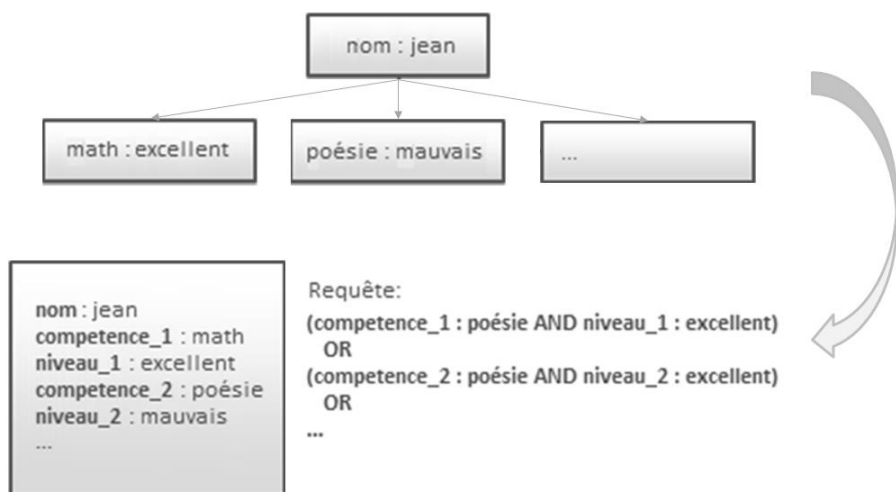 nom : jean
math : excellent
poésie : mauvais
...
nom : jean
competence_1 : math
niveau_1 : excellent
competence_2 : poésie
niveau_2 : mauvais
...
Requête:
(competence_1 : poésie AND niveau_1 : excellent)
OR
(competence_2 : poésie AND niveau_2 : excellent)
OR
...